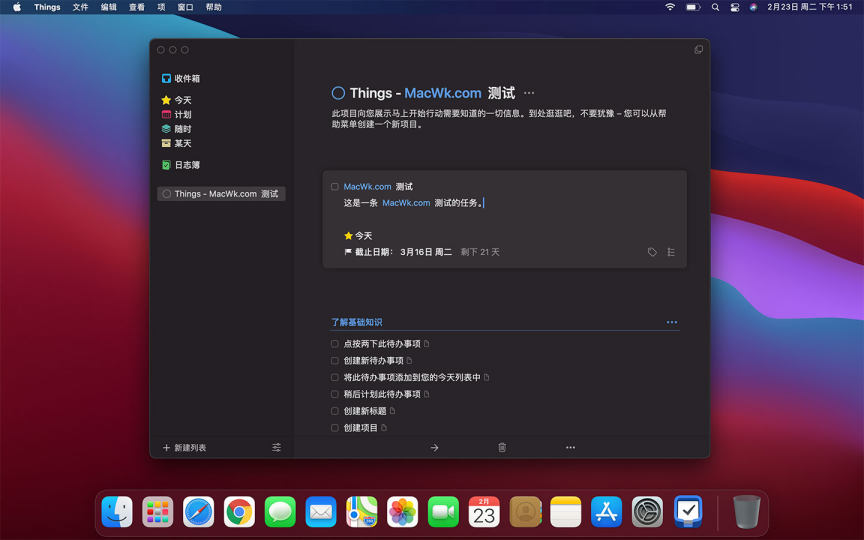 Things 文件 编辑 查看 项 窗口 帮助 2月23日 周二 下午 1:51
收件箱
今天
计划
随时
某天
日志簿
Things - MacWk.com 测试
新建列表
Things - MacWk.com 测试
此项目向您展示马上开始行动需要知道的一切信息。到处逛逛吧，不要犹豫 – 您可以从帮
助菜单创建一个新项目。
MacWk.com 测试
这是一条 MacWk.com 测试的任务。
今天
截止日期： 3月16日 周二 剩下 21 天
了解基础知识
点按两下此待办事项
创建新待办事项
将此待办事项添加到您的今天列表中
稍后计划此待办事项
创建新标题
创建项目
2月
23